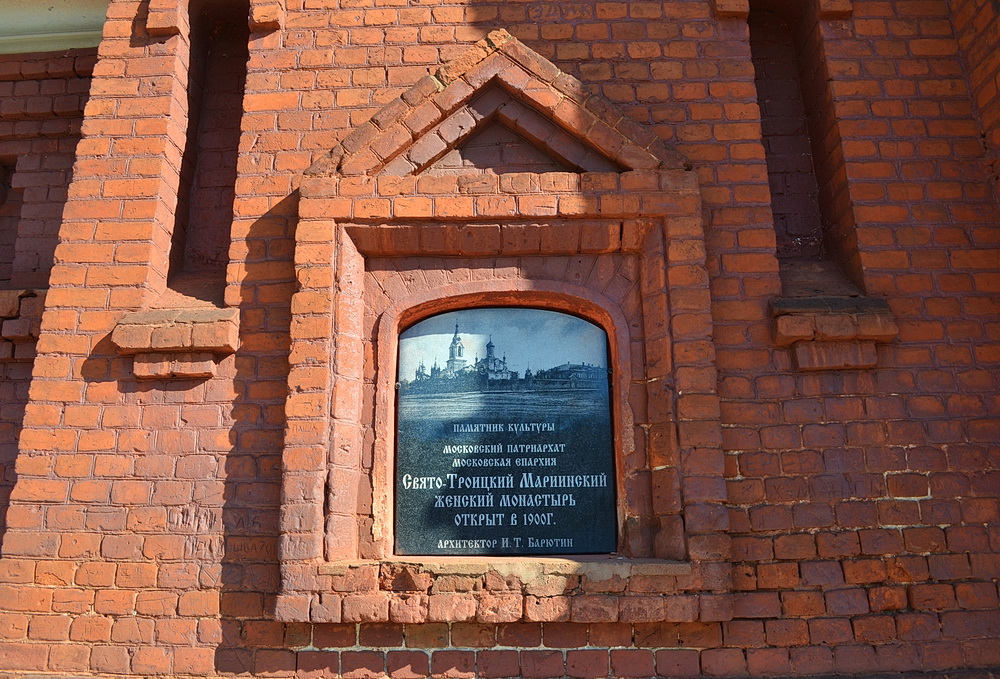 ПАМЯТНИК КУЛЬТУРЫ
МОСКОВСКИЙ ПАТРИАРХАТ
МОСКОВСКАЯ ЕПАРХИЯ
СВЯТО-ТРОИЦКИЙ МАРИИНСКИЙ
ЖЕНСКИЙ МОНАСТЫРЬ
ОТКРЫТ В 1900Г.
АРХИТЕКТОР И. Т. БАРЮТИН